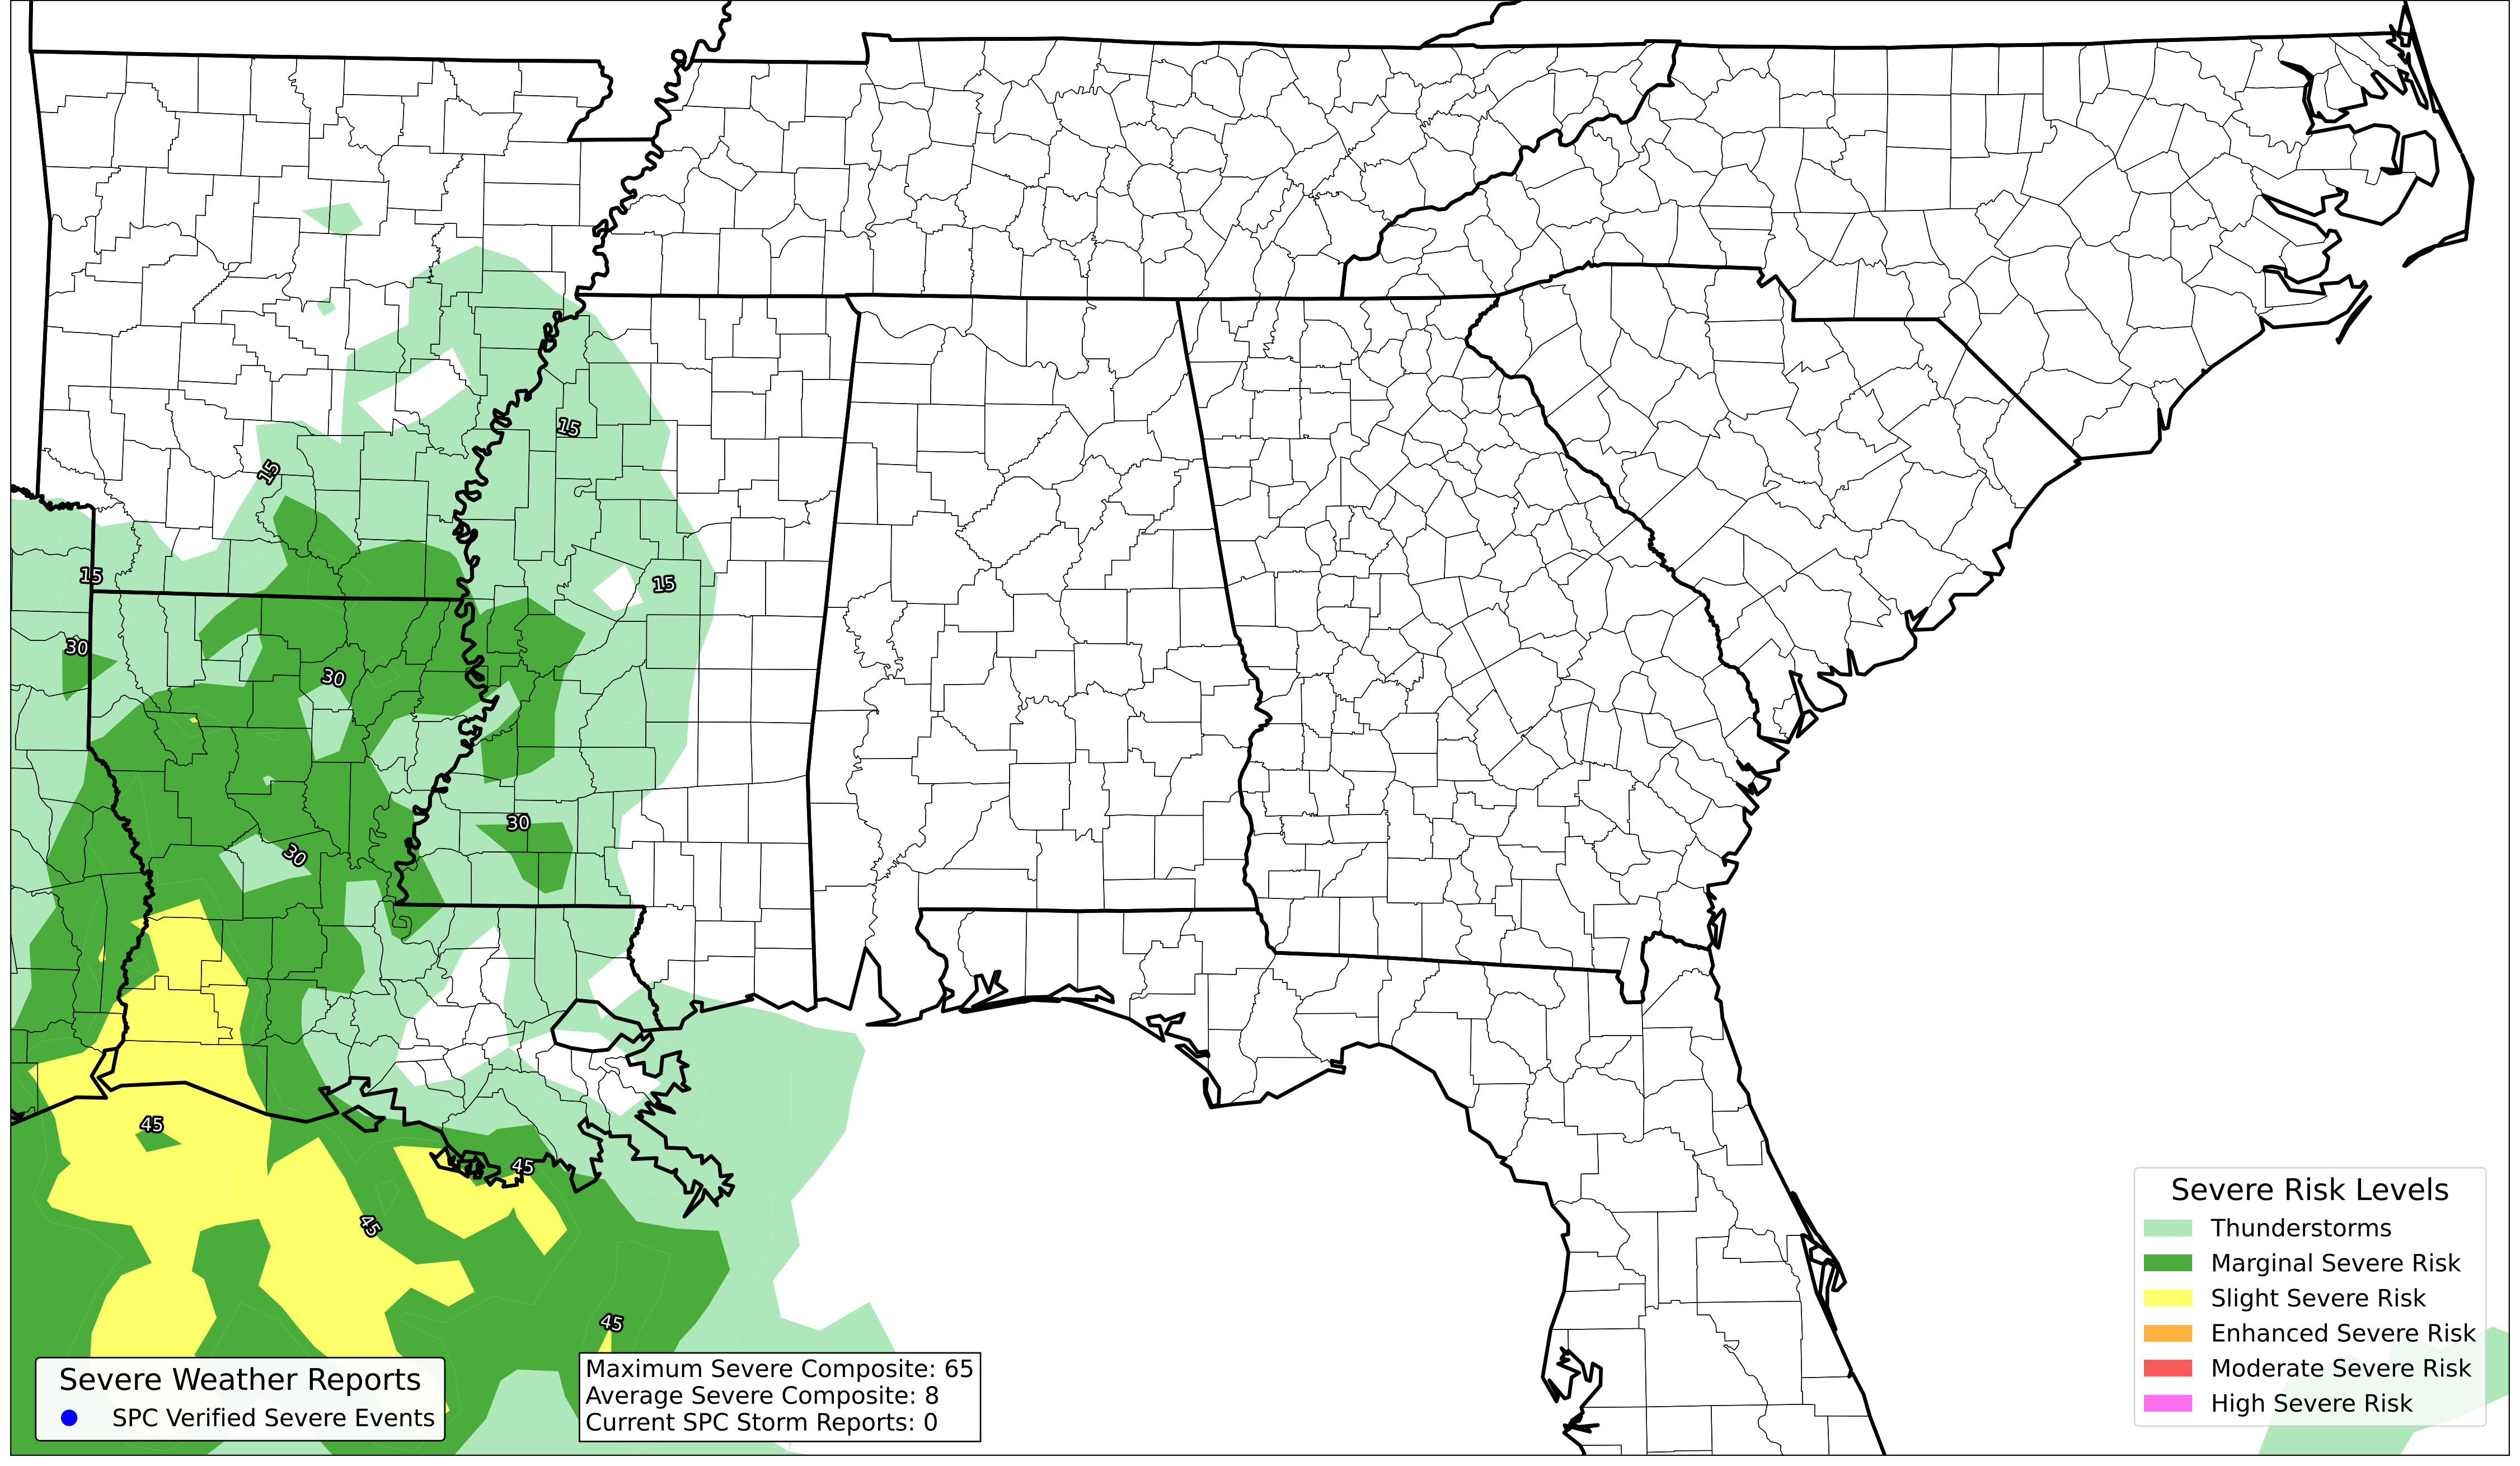 15
15
15
15
30
30
30
30
45
45
45
45
Severe Risk Levels
Thunderstorms
Marginal Severe Risk
Slight Severe Risk
Enhanced Severe Risk
Moderate Severe Risk
High Severe Risk
Severe Weather Reports
SPC Verified Severe Events
Maximum Severe Composite: 65
Average Severe Composite: 8
Current SPC Storm Reports: 0